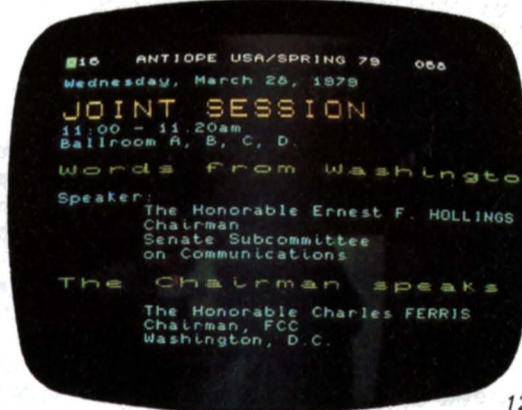 016 ANTIOPE USA/SPRING 79 088
Wednesday, March 28, 1979
JOINT SESSION
11:00 - 11.20am
Ballroom A, B, C, D.
Words from Washingto
Speaker:
The Honorable Ernest F. HOLLINGS
Chairman
Senate Subcommittee
on Communications
The Chairman speaks
The Honorable Charles FERRIS
Chairman, FCC
Washington, D.C.
12